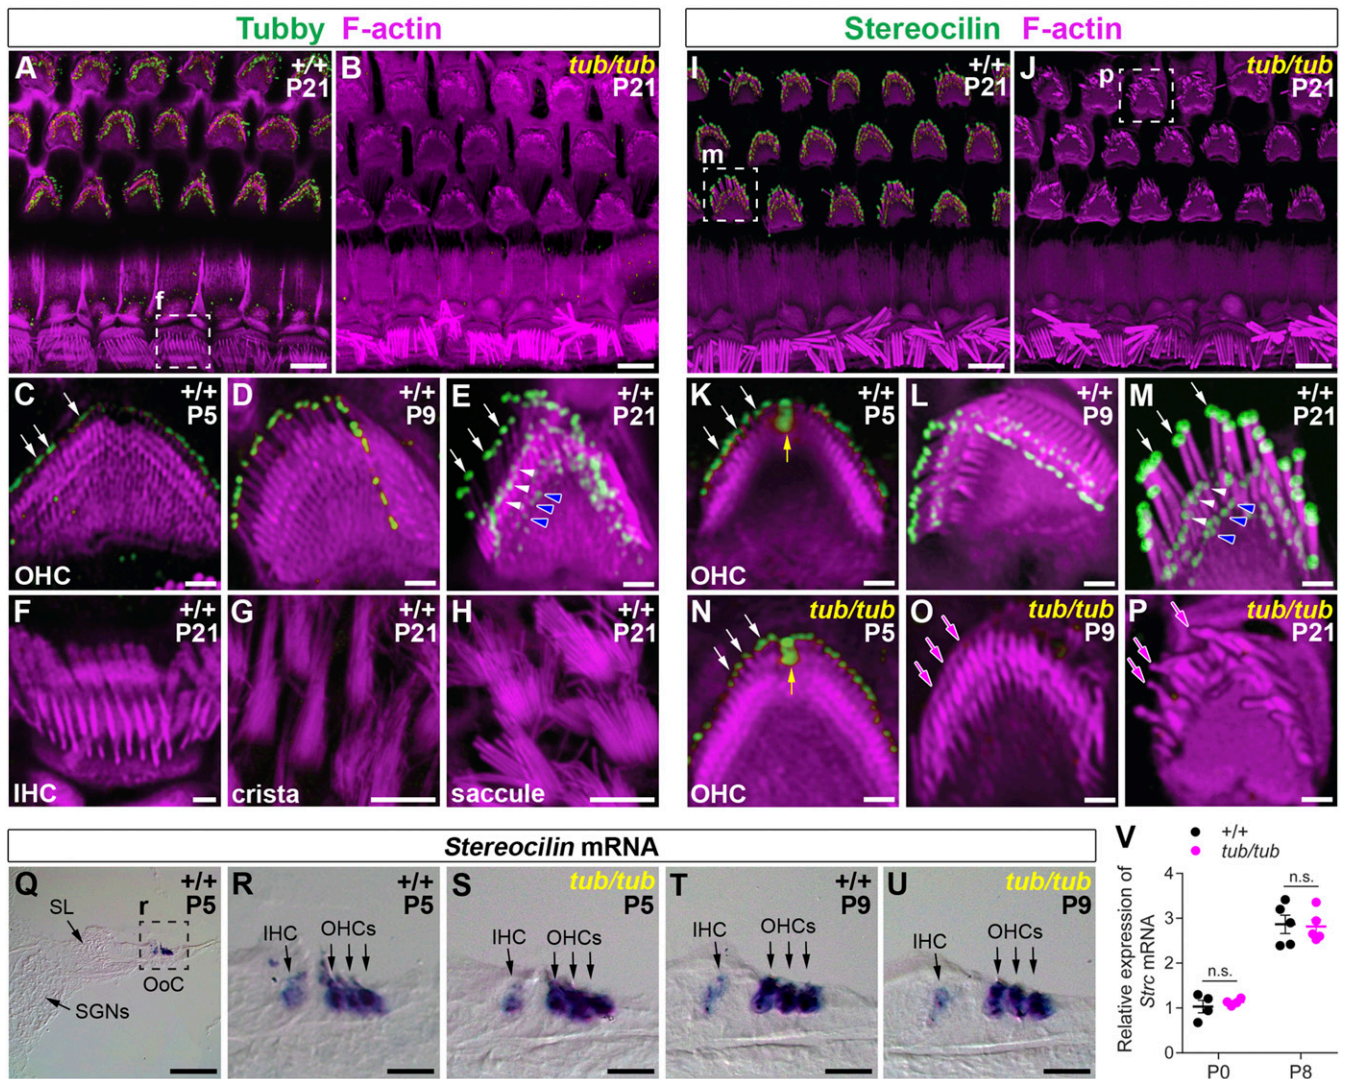 Tubby F-actin
Stereocilin F-actin
A +/+ P21
B tub/tub P21
f
I +/+ P21
m
J tub/tub P21
p
C +/+ P5
OHC
D +/+ P9
E +/+ P21
K +/+ P5
OHC
L +/+ P9
M +/+ P21
F +/+ P21
IHC
G +/+ P21
crista
H +/+ P21
saccule
N tub/tub P5
OHC
O tub/tub P9
P tub/tub P21
Stereocilin mRNA
Q +/+ P5
SL
r
OoC
SGNs
R +/+ P5
IHC OHCs
S tub/tub P5
IHC OHCs
T +/+ P9
IHC OHCs
U tub/tub P9
IHC OHCs
V
+/+
tub/tub
Relative expression of
Strc mRNA
4
3
2
1
0
n.s.
n.s.
P0 P8